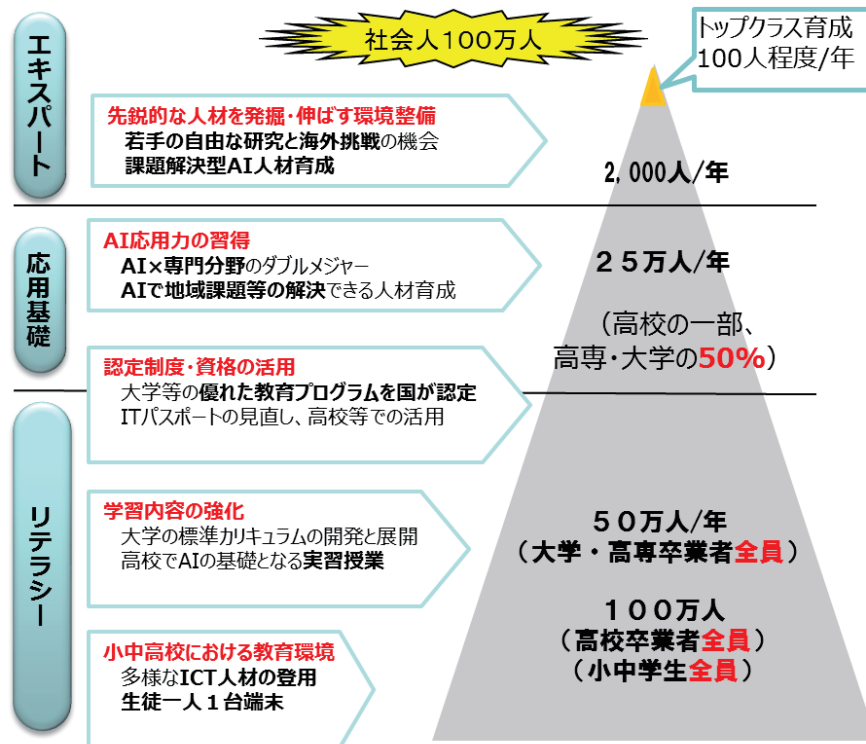 エキスパート
社会人100万人
トップクラス育成
100人程度/年
先鋭的な人材を発掘・伸ばす環境整備
若手の自由な研究と海外挑戦の機会
課題解決型AI人材育成
2,000人/年
応用基礎
AI応用力の習得
AI×専門分野のダブルメジャー
AIで地域課題等の解決できる人材育成
２５万人/年
（高校の一部、
高専・大学の50%）
認定制度・資格の活用
大学等の優れた教育プログラムを国が認定
ITパスポートの見直し、高校等での活用
リテラシー
学習内容の強化
大学の標準カリキュラムの開発と展開
高校でAIの基礎となる実習授業
５０万人/年
（大学・高専卒業者全員）
１００万人
（高校卒業者全員）
（小中学生全員）
小中高校における教育環境
多様なICT人材の登用
生徒一人１台端末